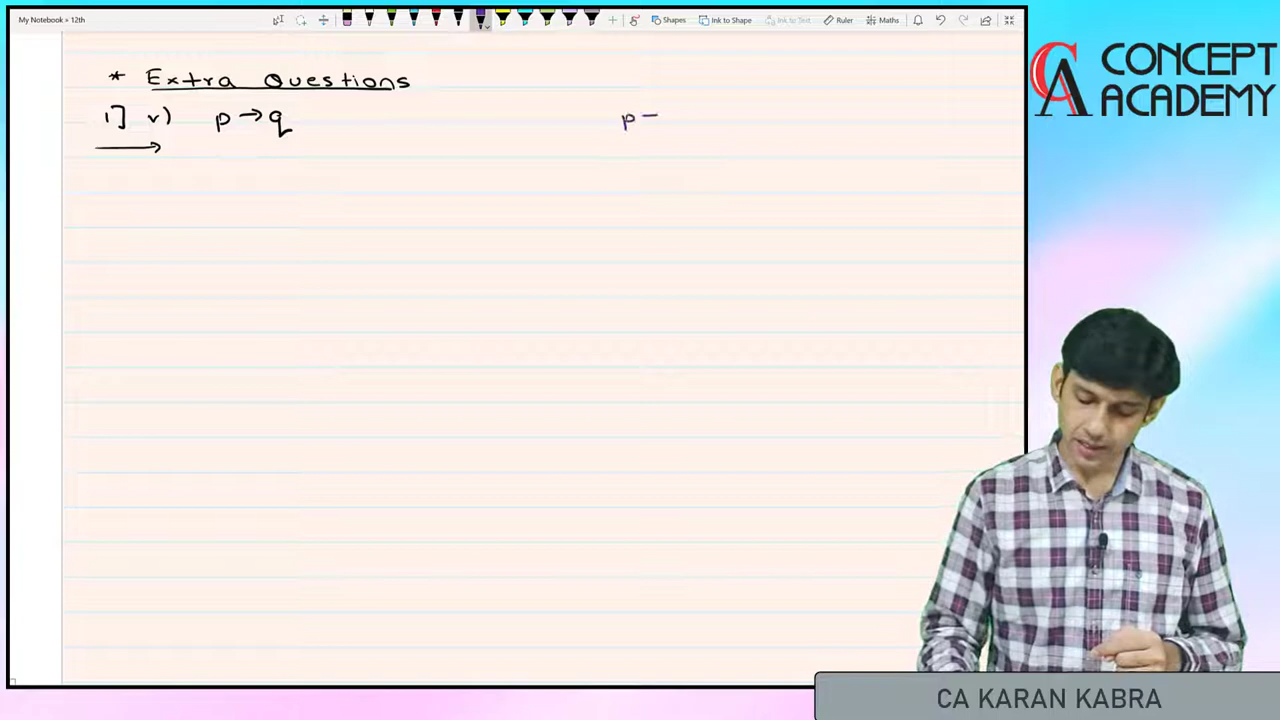 My Notebook » 12th
Shapes Ink to Shape Ink to Text Ruler Maths
* Extra Questions
1] v) p → q p –
CONCEPT
ACADEMY
CA KARAN KABRA